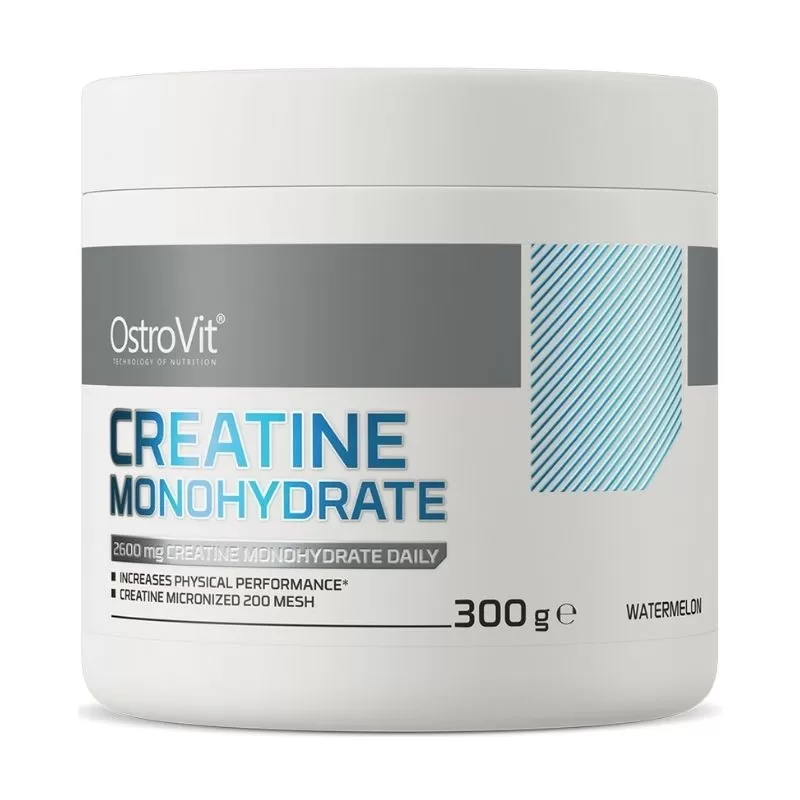 OstroVit®
TECHNOLOGY OF NUTRITION
CREATINE
MONOHYDRATE
2600 mg CREATINE MONOHYDRATE DAILY
■ INCREASES PHYSICAL PERFORMANCE*
■ CREATINE MICRONIZED 200 MESH
300 g ℮
WATERMELON